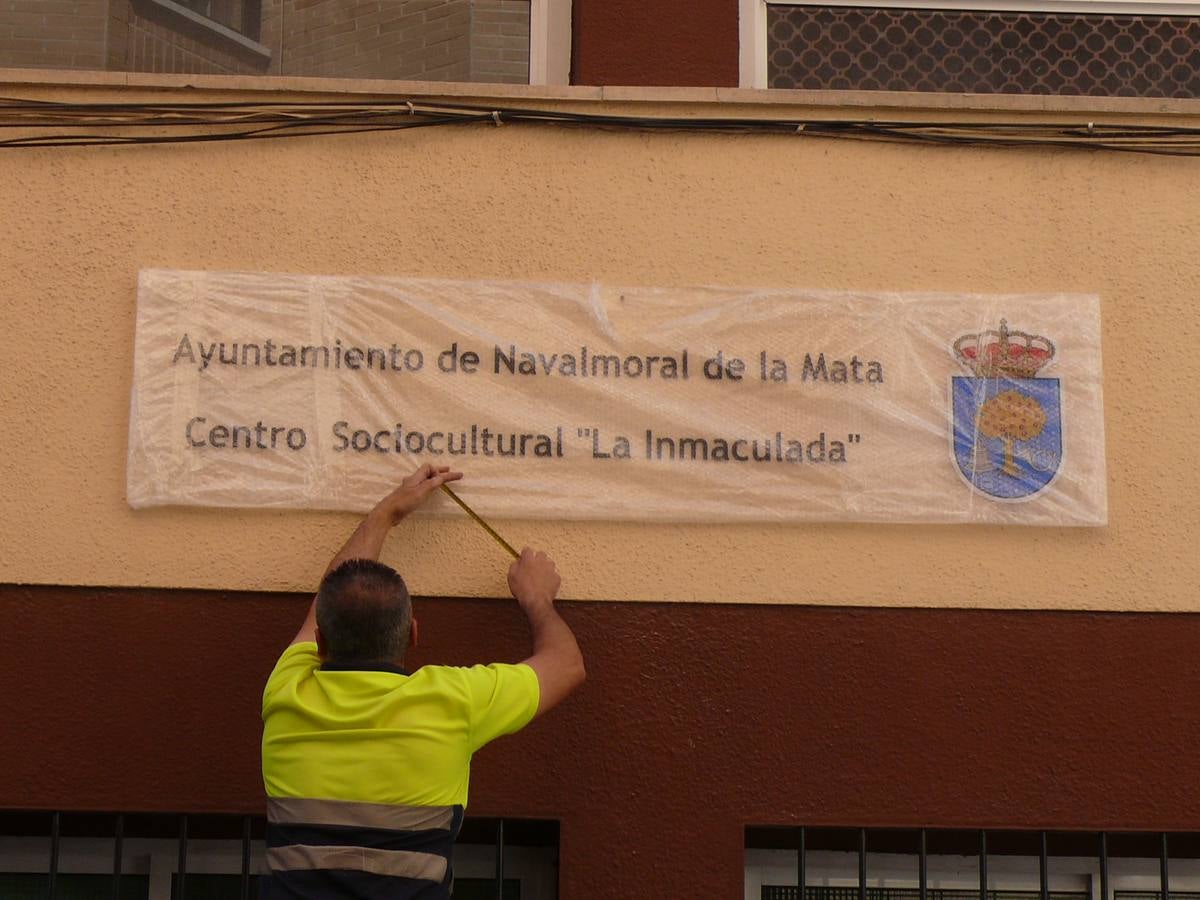 Ayuntamiento de Navalmoral de la Mata
Centro Sociocultural "La Inmaculada"